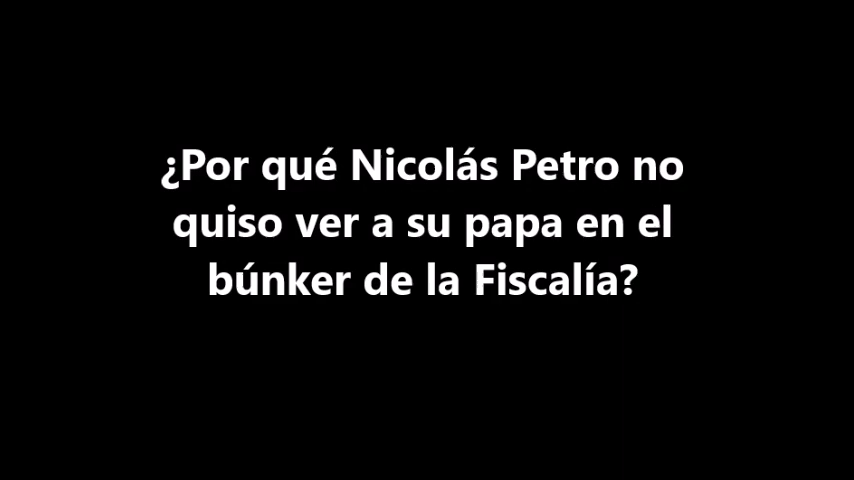 ¿Por qué Nicolás Petro no
quiso ver a su papa en el
búnker de la Fiscalía?